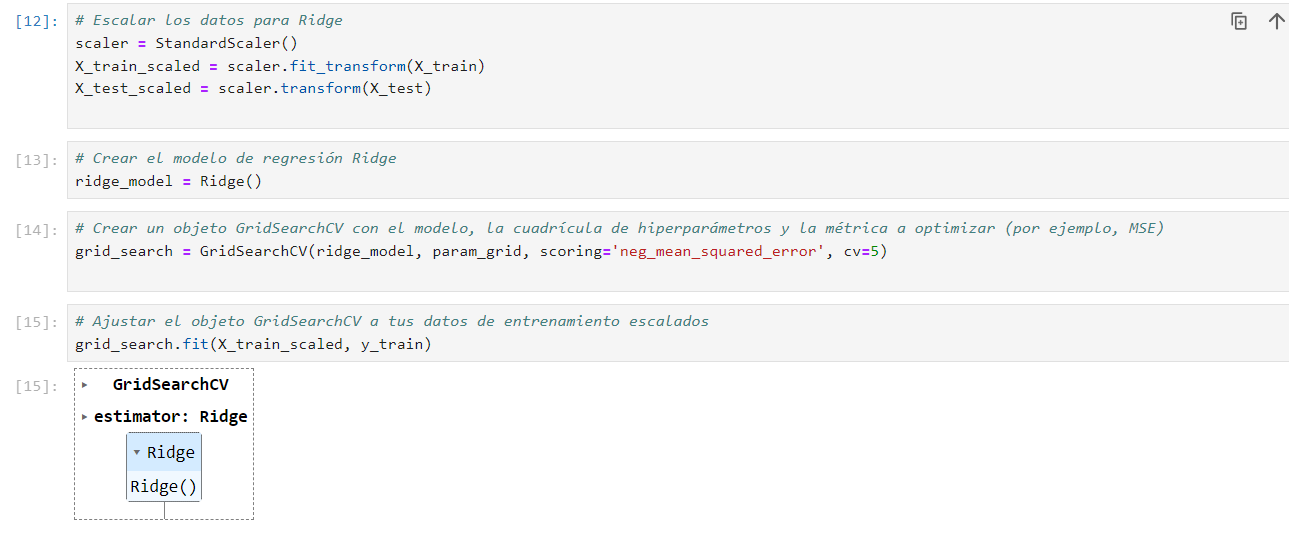 [12]:
# Escalar los datos para Ridge
scaler = StandardScaler()
X_train_scaled = scaler.fit_transform(X_train)
X_test_scaled = scaler.transform(X_test)
[13]:
# Crear el modelo de regresión Ridge
ridge_model = Ridge()
[14]:
# Crear un objeto GridSearchCV con el modelo, la cuadrícula de hiperparámetros y la métrica a optimizar (por ejemplo, MSE)
grid_search = GridSearchCV(ridge_model, param_grid, scoring='neg_mean_squared_error', cv=5)
[15]:
# Ajustar el objeto GridSearchCV a tus datos de entrenamiento escalados
grid_search.fit(X_train_scaled, y_train)
[15]:
GridSearchCV
estimator: Ridge
Ridge
Ridge()